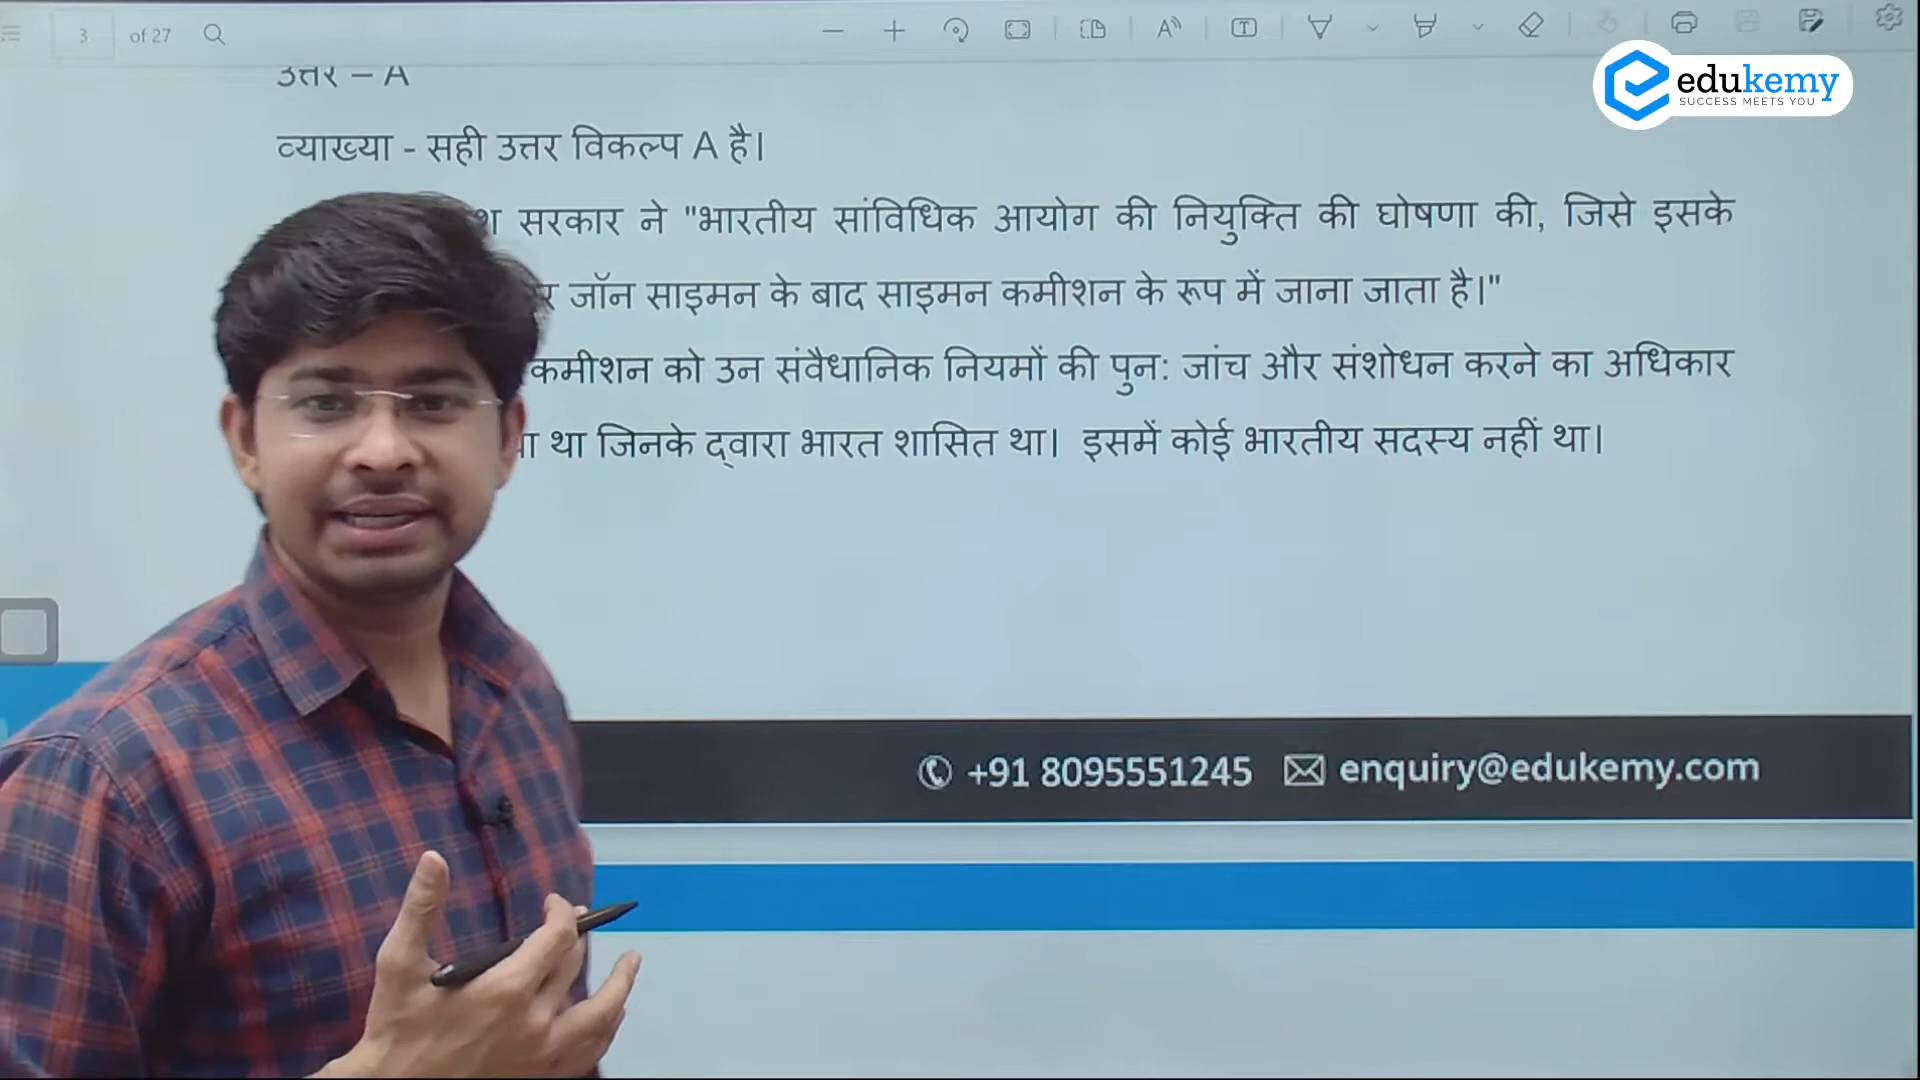 3 of 27
edukemy
SUCCESS MEETS YOU
उत्तर – A
व्याख्या - सही उत्तर विकल्प A है।
सरकार ने "भारतीय सांविधिक आयोग की नियुक्ति की घोषणा की, जिसे इसके
जॉन साइमन के बाद साइमन कमीशन के रूप में जाना जाता है।"
कमीशन को उन संवैधानिक नियमों की पुन: जांच और संशोधन करने का अधिकार
था जिनके द्वारा भारत शासित था। इसमें कोई भारतीय सदस्य नहीं था।
+91 8095551245 enquiry@edukemy.com